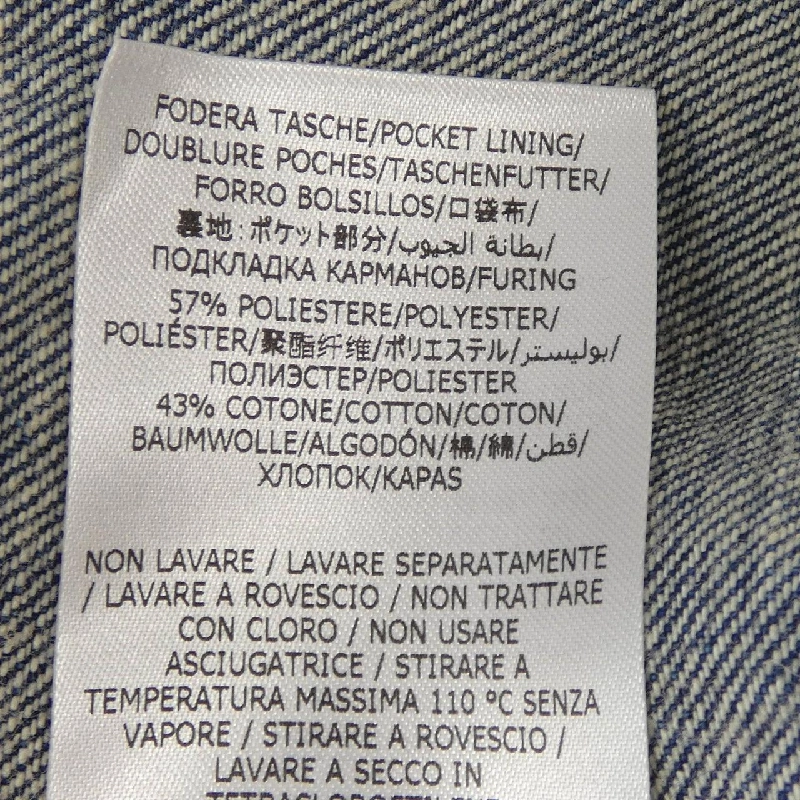 FODERA TASCHE/POCKET LINING/
DOUBLURE POCHES/TASCHENFUTTER/
FORRO BOLSILLOS/口袋布/
裏地:ポケット部分/بطانة الجيوب/
ПОДКЛАДКА КАРМАНОВ/FURING
57% POLIESTERE/POLYESTER/
POLIÉSTER/聚酯纤维/ポリエステル/بوليستر/
ПОЛИЭСТЕР/POLIESTER
43% COTONE/COTTON/COTON/
BAUMWOLLE/ALGODÓN/棉/綿/قطن/
ХЛОПОК/KAPAS
NON LAVARE / LAVARE SEPARATAMENTE
/ LAVARE A ROVESCIO / NON TRATTARE
CON CLORO / NON USARE
ASCIUGATRICE / STIRARE A
TEMPERATURA MASSIMA 110 ºC SENZA
VAPORE / STIRARE A ROVESCIO /
LAVARE A SECCO IN